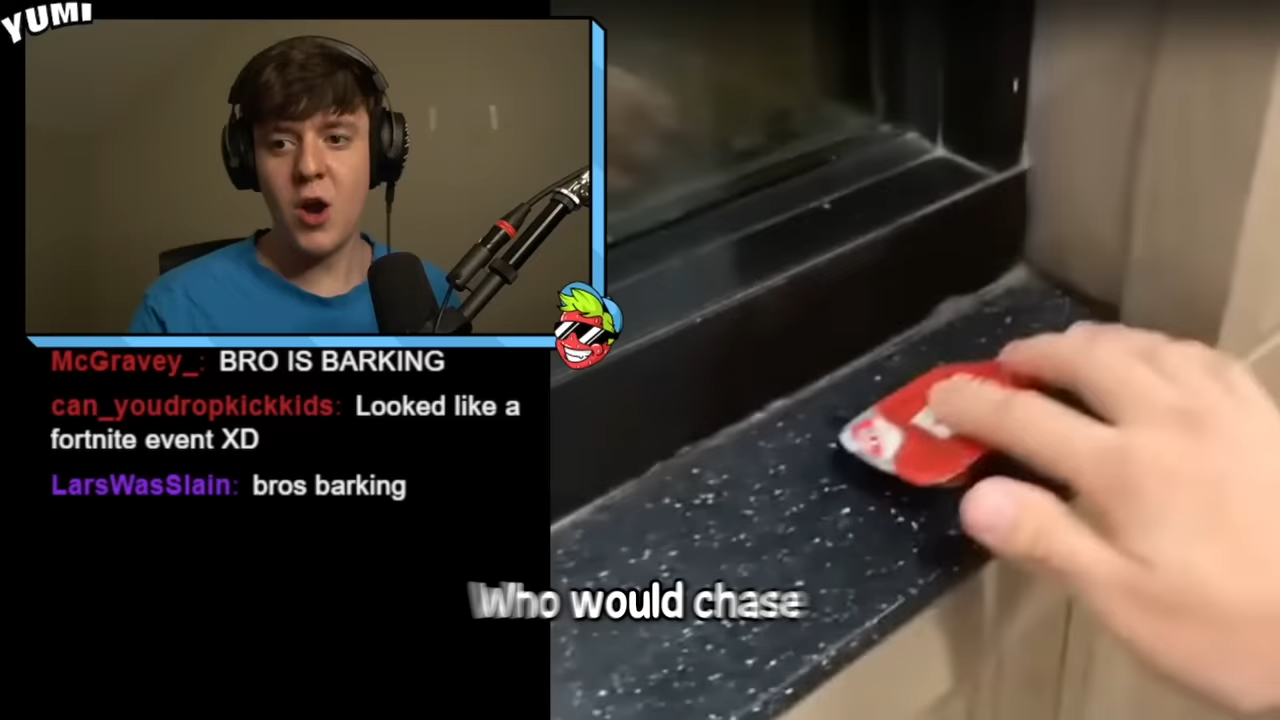 YUMI
McGravey_: BRO IS BARKING
can_youdropkickkids: Looked like a
fortnite event XD
LarsWasSlain: bros barking
Who would chase